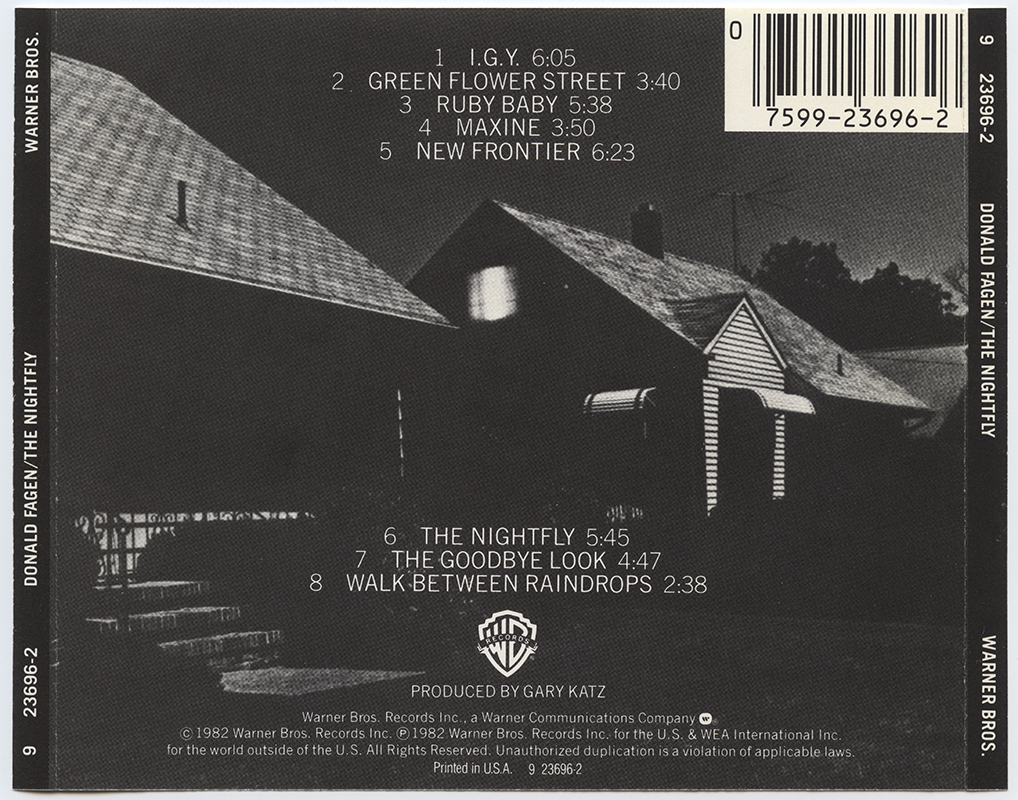 WARNER BROS.
DONALD FAGEN/THE NIGHTFLY
9 23696-2
1 I.G.Y. 6:05
2 GREEN FLOWER STREET 3:40
3 RUBY BABY 5:38
4 MAXINE 3:50
5 NEW FRONTIER 6:23
0
7599-23696-2
6 THE NIGHTFLY 5:45
7 THE GOODBYE LOOK 4:47
8 WALK BETWEEN RAINDROPS 2:38
WB
RECORDS
PRODUCED BY GARY KATZ
Warner Bros. Records Inc., a Warner Communications Company
© 1982 Warner Bros. Records Inc. ℗ 1982 Warner Bros. Records Inc. for the U.S. & WEA International Inc.
for the world outside of the U.S. All Rights Reserved. Unauthorized duplication is a violation of applicable laws.
Printed in U.S.A. 9 23696-2
9 23696-2
DONALD FAGEN/THE NIGHTFLY
WARNER BROS.